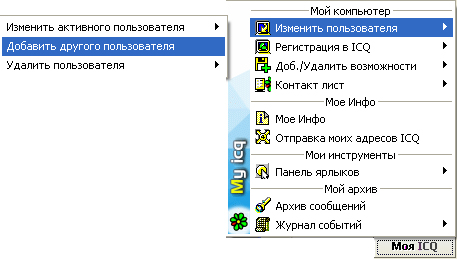 Изменить активного пользователя
Добавить другого пользователя
Удалить пользователя
Мой компьютер
Изменить пользователя
Регистрация в ICQ
Доб./Удалить возможности
Контакт лист
Мое Инфо
Мое Инфо
Отправка моих адресов ICQ
Мои инструменты
Панель ярлыков
Мой архив
Архив сообщений
Журнал событий
My icq
Моя ICQ